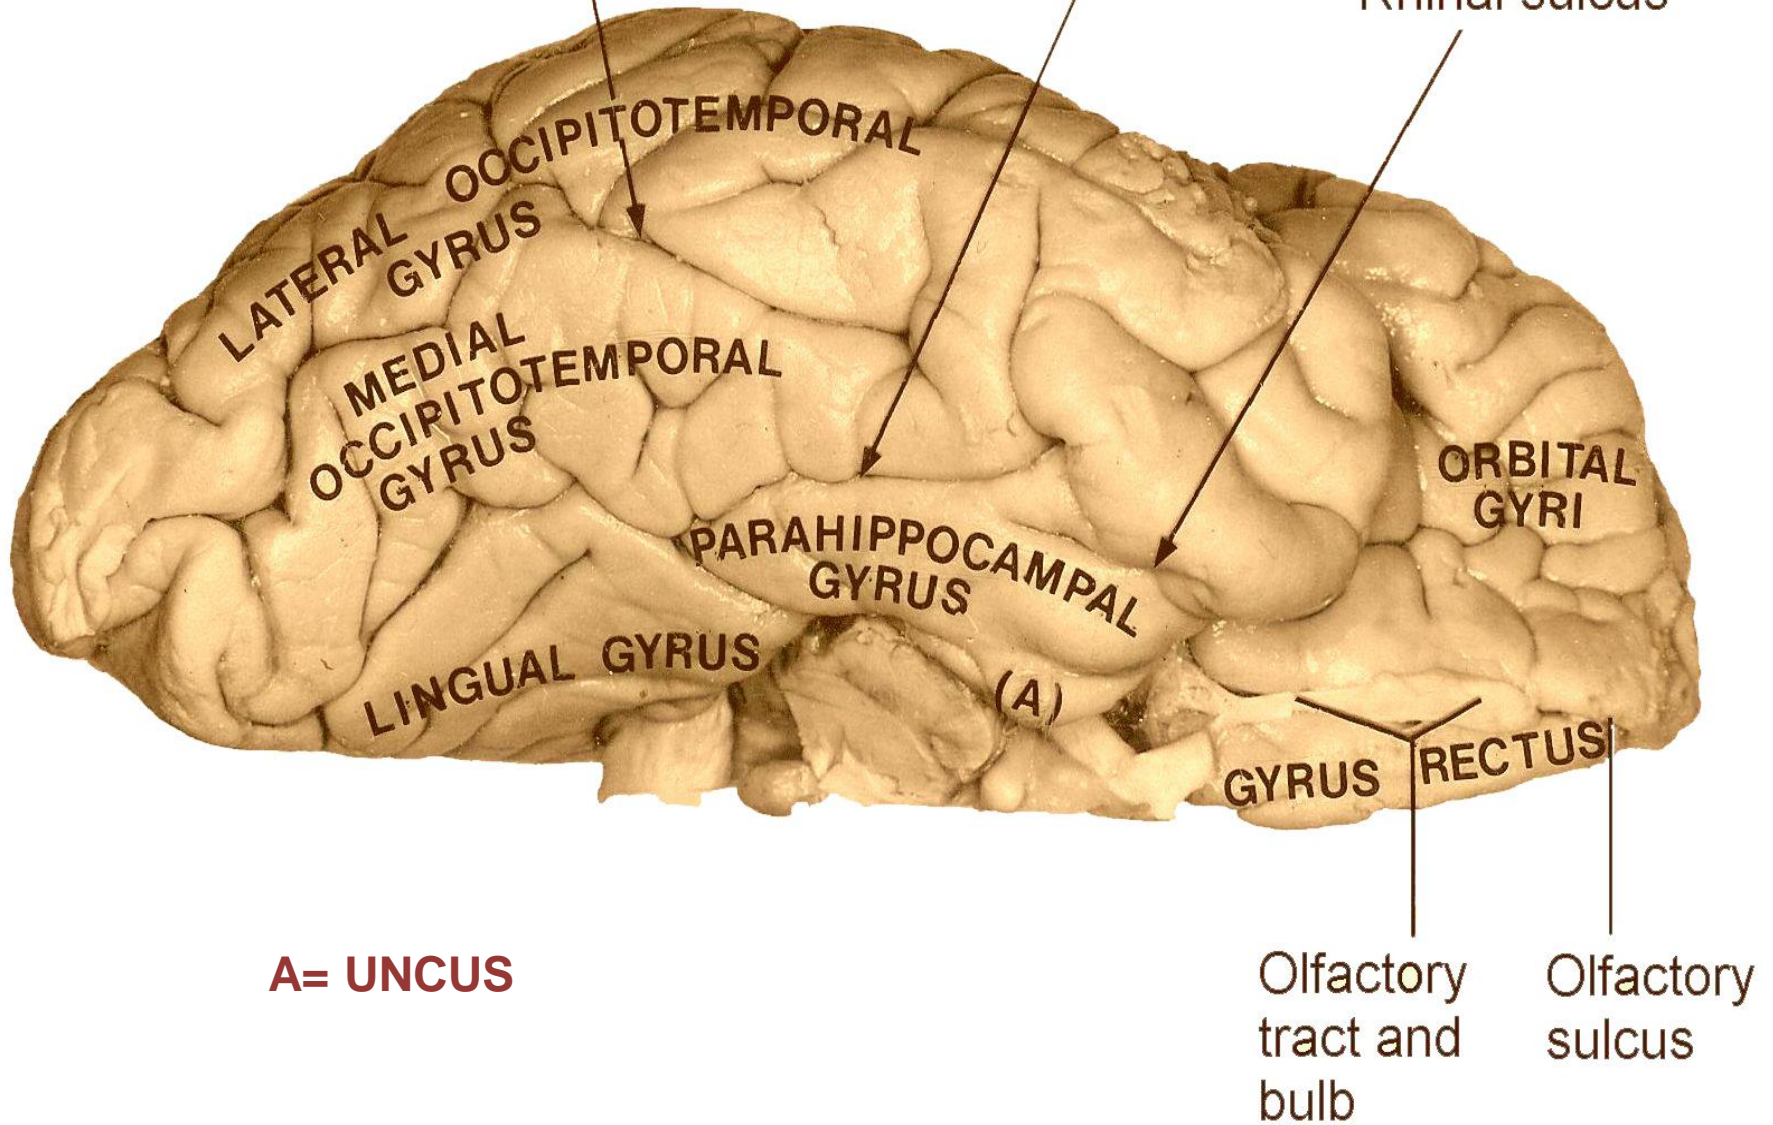 Rhinal sulcus
LATERAL OCCIPITOTEMPORAL
GYRUS
MEDIAL
OCCIPITOTEMPORAL
GYRUS
ORBITAL
GYRI
PARAHIPPOCAMPAL
GYRUS
LINGUAL GYRUS
(A)
GYRUS RECTUS
A= UNCUS
Olfactory
tract and
bulb
Olfactory
sulcus